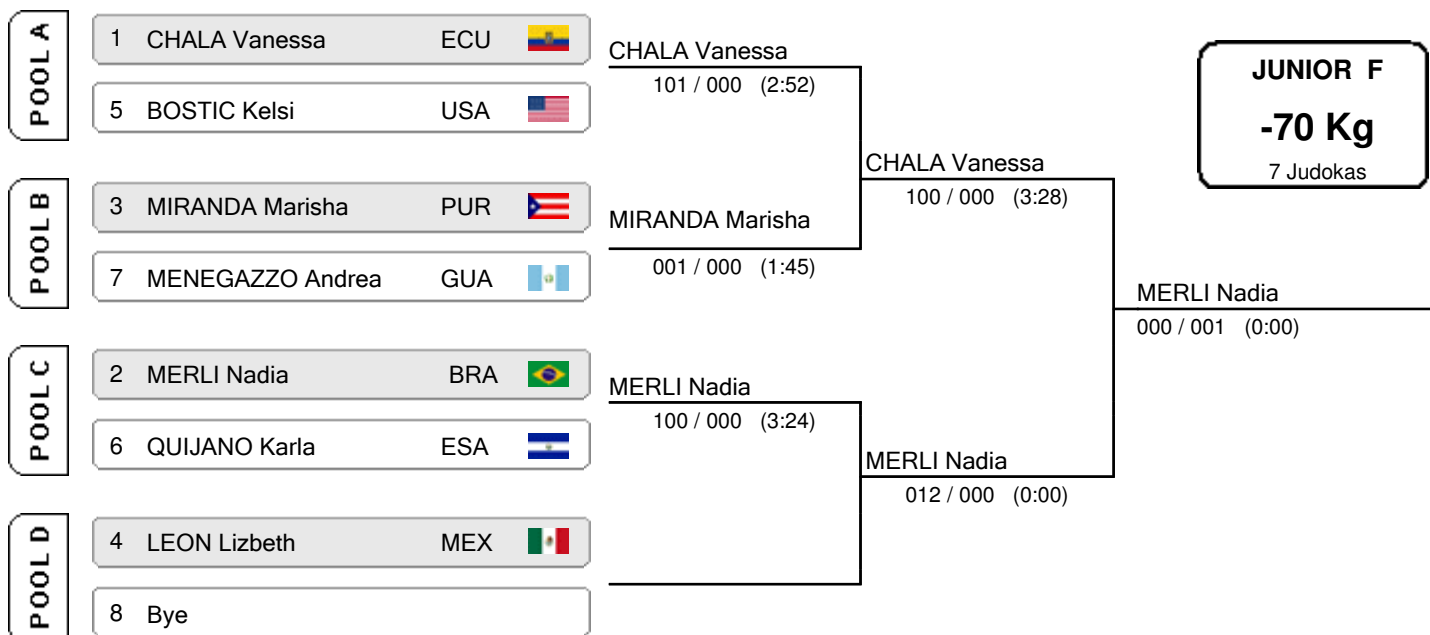 POOL A
1 CHALA Vanessa ECU
5 BOSTIC Kelsi USA
CHALA Vanessa
101 / 000 (2:52)
JUNIOR F
-70 Kg
7 Judokas
POOL B
3 MIRANDA Marisha PUR
7 MENEGAZZO Andrea GUA
MIRANDA Marisha
001 / 000 (1:45)
CHALA Vanessa
100 / 000 (3:28)
MERLI Nadia
000 / 001 (0:00)
POOL C
2 MERLI Nadia BRA
6 QUIJANO Karla ESA
MERLI Nadia
100 / 000 (3:24)
MERLI Nadia
012 / 000 (0:00)
POOL D
4 LEON Lizbeth MEX
8 Bye